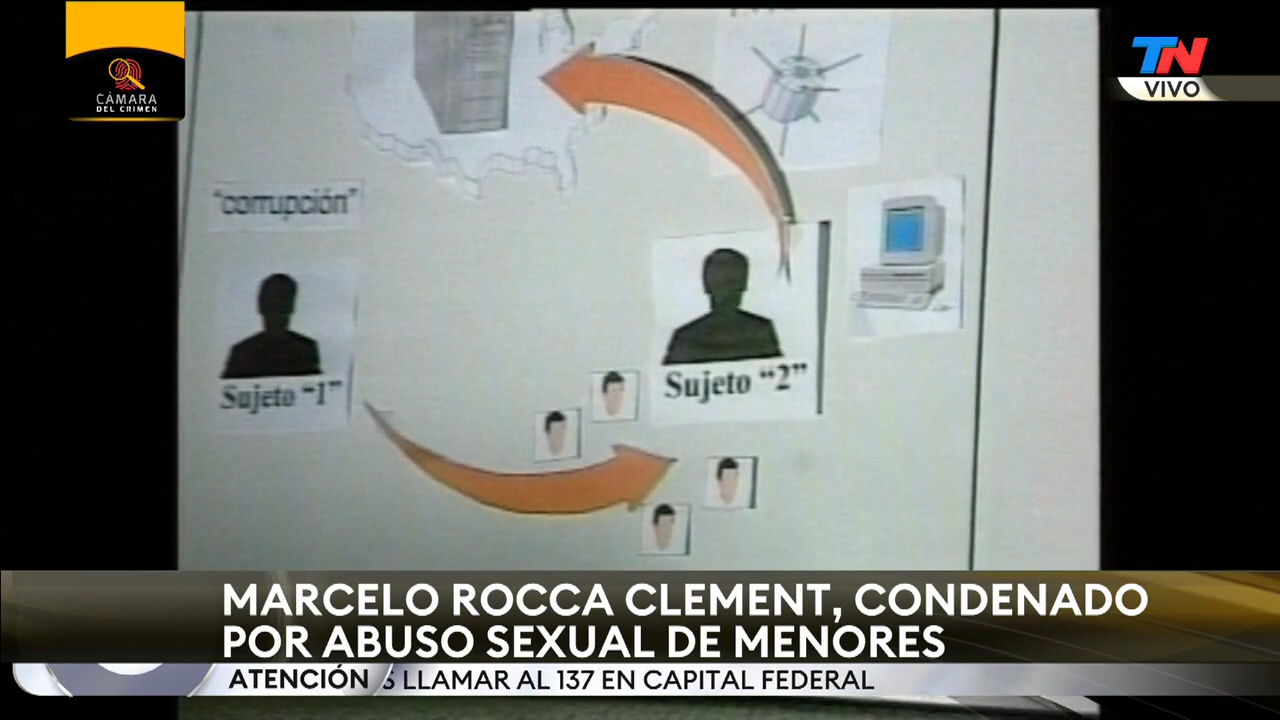 CÁMARA
DEL CRIMEN
TN
VIVO
"corrupción"
Sujeto "1"
Sujeto "2"
MARCELO ROCCA CLEMENT, CONDENADO
POR ABUSO SEXUAL DE MENORES
ATENCIÓN LLAMAR AL 137 EN CAPITAL FEDERAL